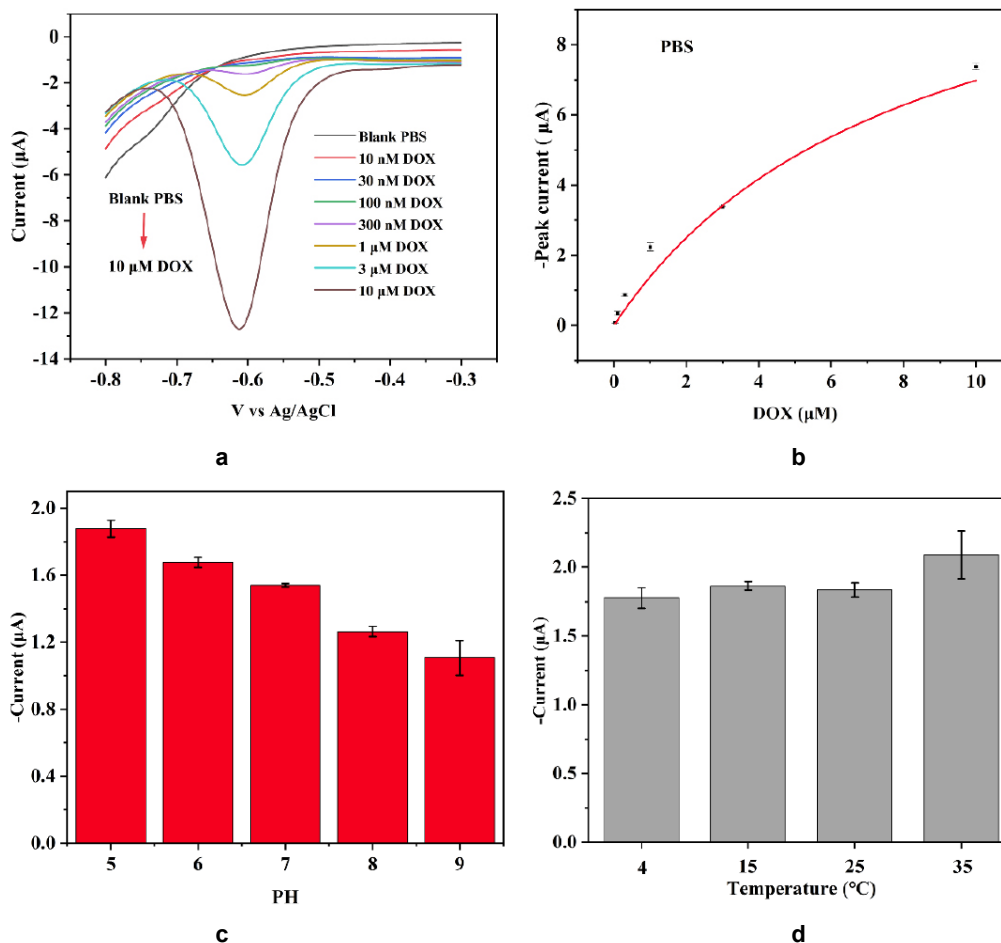 0
-2
-4
-6
-8
-10
-12
-14
Current (μA)
-0.8
-0.7
-0.6
-0.5
-0.4
-0.3
V vs Ag/AgCl
Blank PBS
10 μM DOX
Blank PBS
10 nM DOX
30 nM DOX
100 nM DOX
300 nM DOX
1 μM DOX
3 μM DOX
10 μM DOX
a
8
6
4
2
0
-Peak current ( μA)
PBS
0
2
4
6
8
10
DOX (μM)
b
2.0
1.6
1.2
0.8
0.4
0.0
-Current (μA)
5
6
7
8
9
PH
c
2.5
2.0
1.5
1.0
0.5
0.0
-Current (μA)
4
15
25
35
Temperature (°C)
d